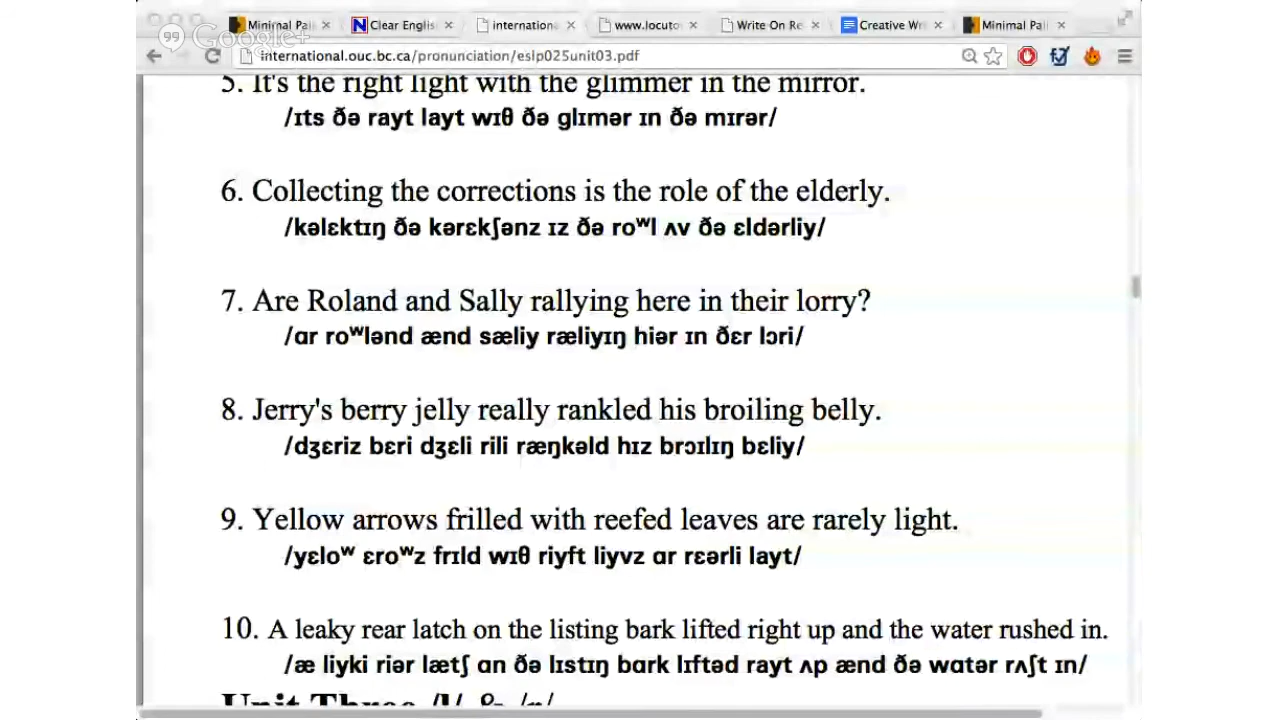 Minimal Pai × Clear Englis × internationa × www.locuto × Write On Re × Creative Wri × Minimal Pai ×
Google+
international.ouc.bc.ca/pronunciation/eslp025unit03.pdf
5. It's the right light with the glimmer in the mirror.
/ɪts ðə rayt layt wɪθ ðə glɪmər ɪn ðə mɪrər/
6. Collecting the corrections is the role of the elderly.
/kəlɛktɪŋ ðə kərɛkʃənz ɪz ðə roʷl ʌv ðə ɛldərliy/
7. Are Roland and Sally rallying here in their lorry?
/ɑr roʷlənd ænd sæliy ræliyɪŋ hiər ɪn ðɛr lɔri/
8. Jerry's berry jelly really rankled his broiling belly.
/dʒɛriz bɛri dʒɛli rili ræŋkəld hɪz brɔɪlɪŋ bɛliy/
9. Yellow arrows frilled with reefed leaves are rarely light.
/yɛloʷ ɛroʷz frɪld wɪθ riyft liyvz ɑr rɛərli layt/
10. A leaky rear latch on the listing bark lifted right up and the water rushed in.
/æ liyki riər lætʃ ɑn ðə lɪstɪŋ bɑrk lɪftəd rayt ʌp ænd ðə wɑtər rʌʃt ɪn/
Unit Three /l/ & /r/